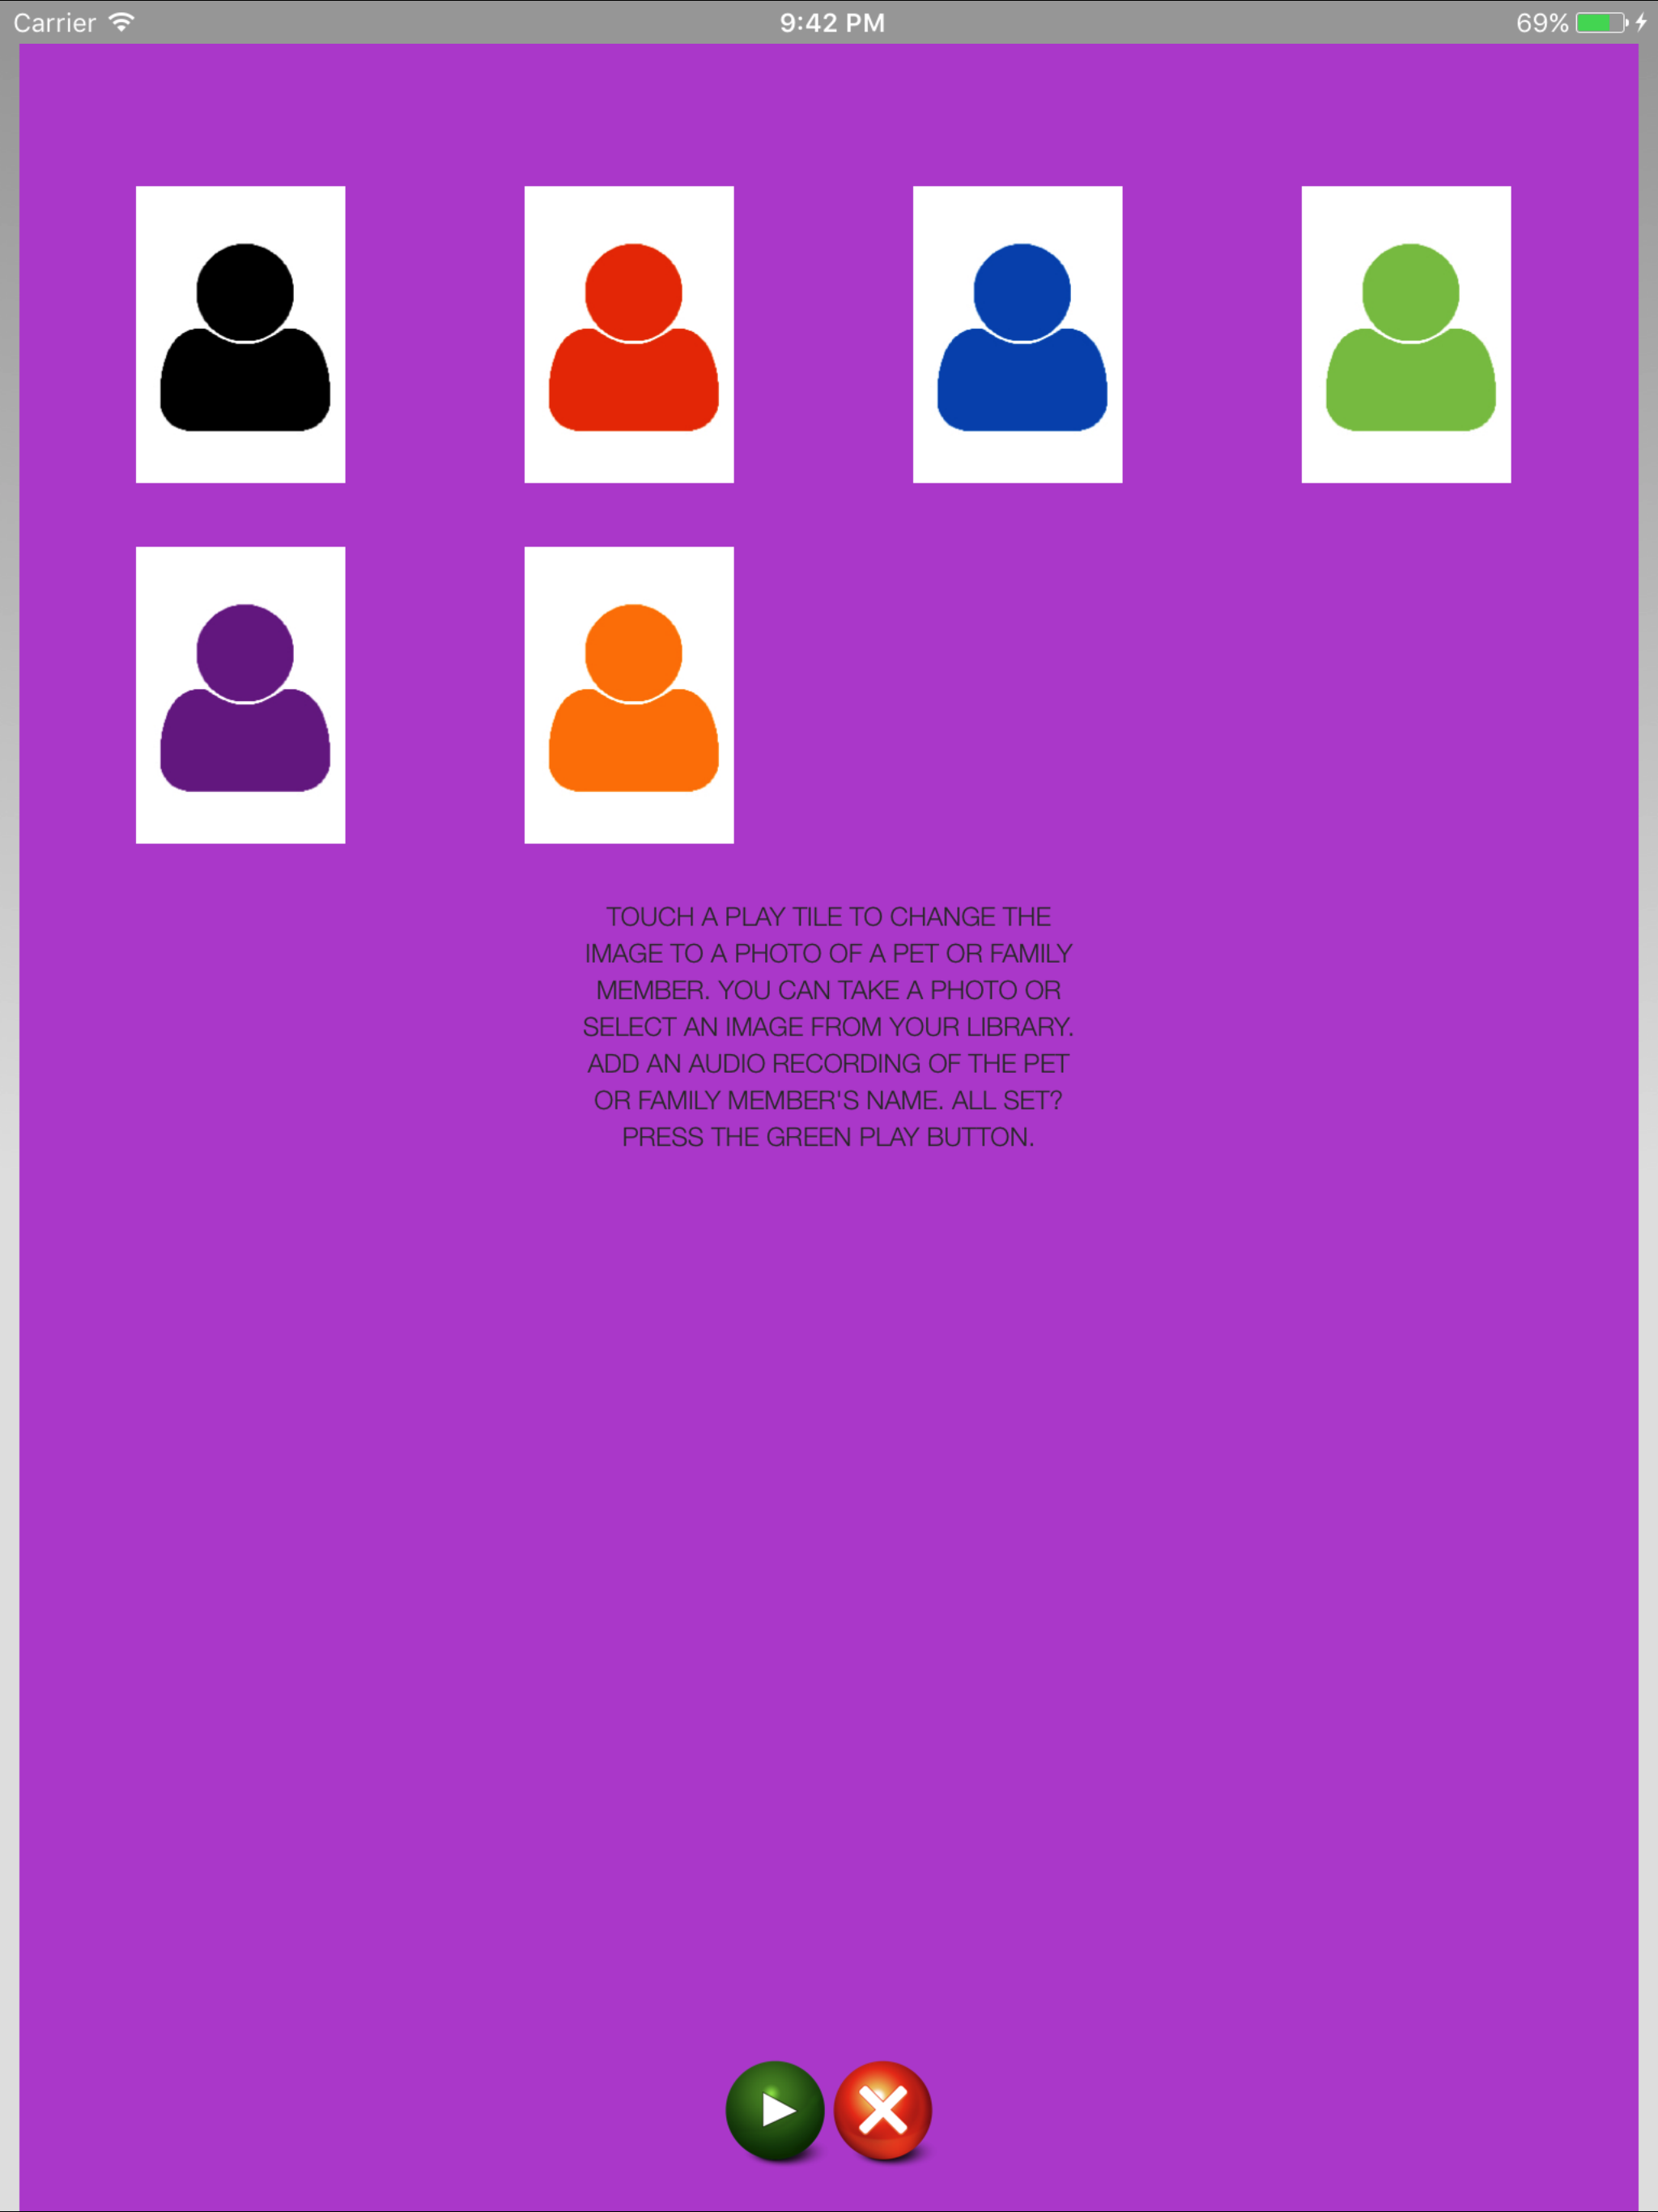 Carrier 9:42 PM 69%
TOUCH A PLAY TILE TO CHANGE THE
IMAGE TO A PHOTO OF A PET OR FAMILY
MEMBER. YOU CAN TAKE A PHOTO OR
SELECT AN IMAGE FROM YOUR LIBRARY.
ADD AN AUDIO RECORDING OF THE PET
OR FAMILY MEMBER'S NAME. ALL SET?
PRESS THE GREEN PLAY BUTTON.